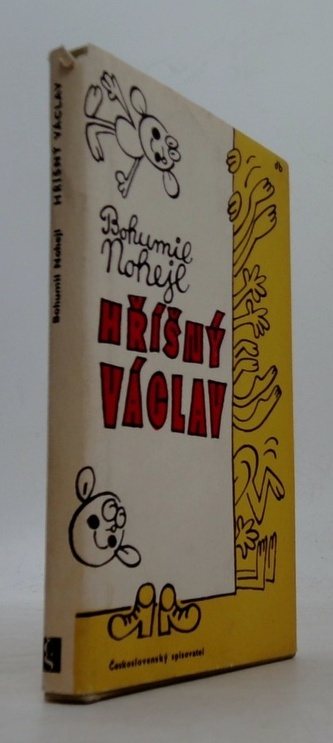 Bohumil Nohejl HŘÍŠNÝ VÁCLAV
Bohumil
Nohejl
HŘÍŠNÝ
VÁCLAV
Československý spisovatel